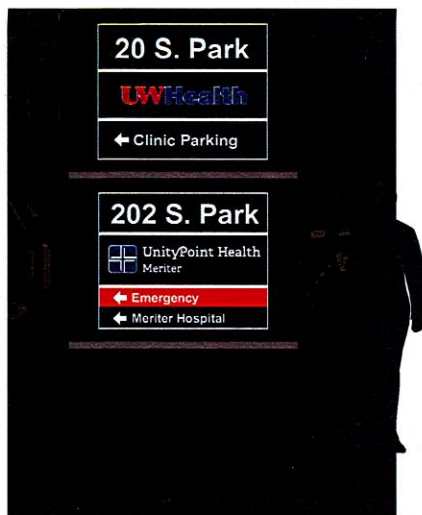 20 S. Park
UWHealth
← Clinic Parking
202 S. Park
UnityPoint Health
Meriter
← Emergency
← Meriter Hospital